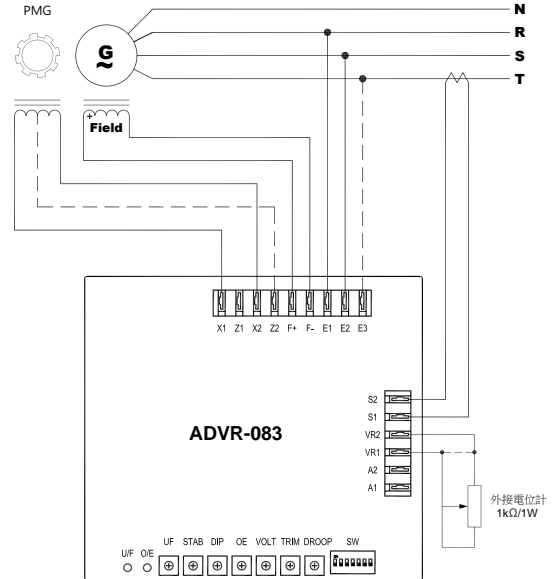 PMG
N
R
S
T
G
~
+
Field
X1 Z1 X2 Z2 F+ F- E1 E2 E3
S2
S1
VR2
VR1
A2
A1
ADVR-083
外接電位計
1kΩ/1W
U/F O/E UF STAB DIP OE VOLT TRIM DROOP SW